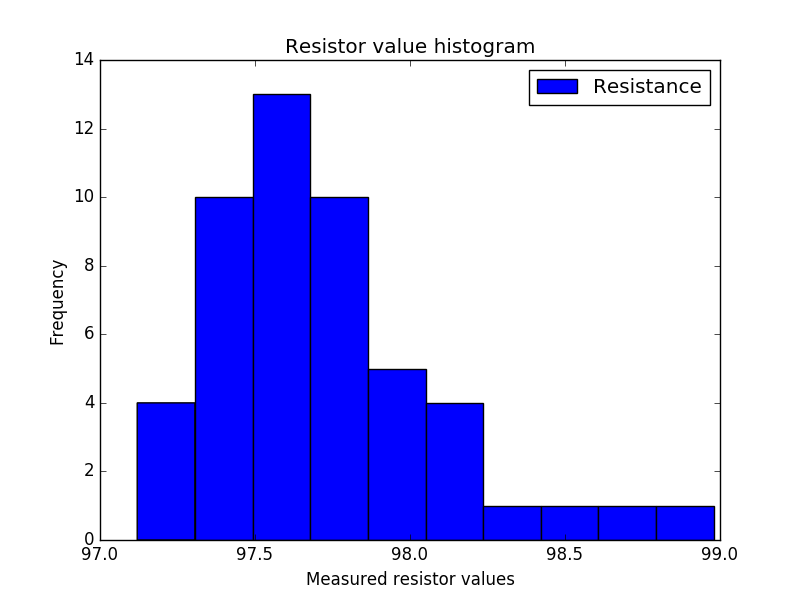 Resistor value histogram
Resistance
14
12
10
8
6
4
2
0
Frequency
97.0 97.5 98.0 98.5 99.0
Measured resistor values